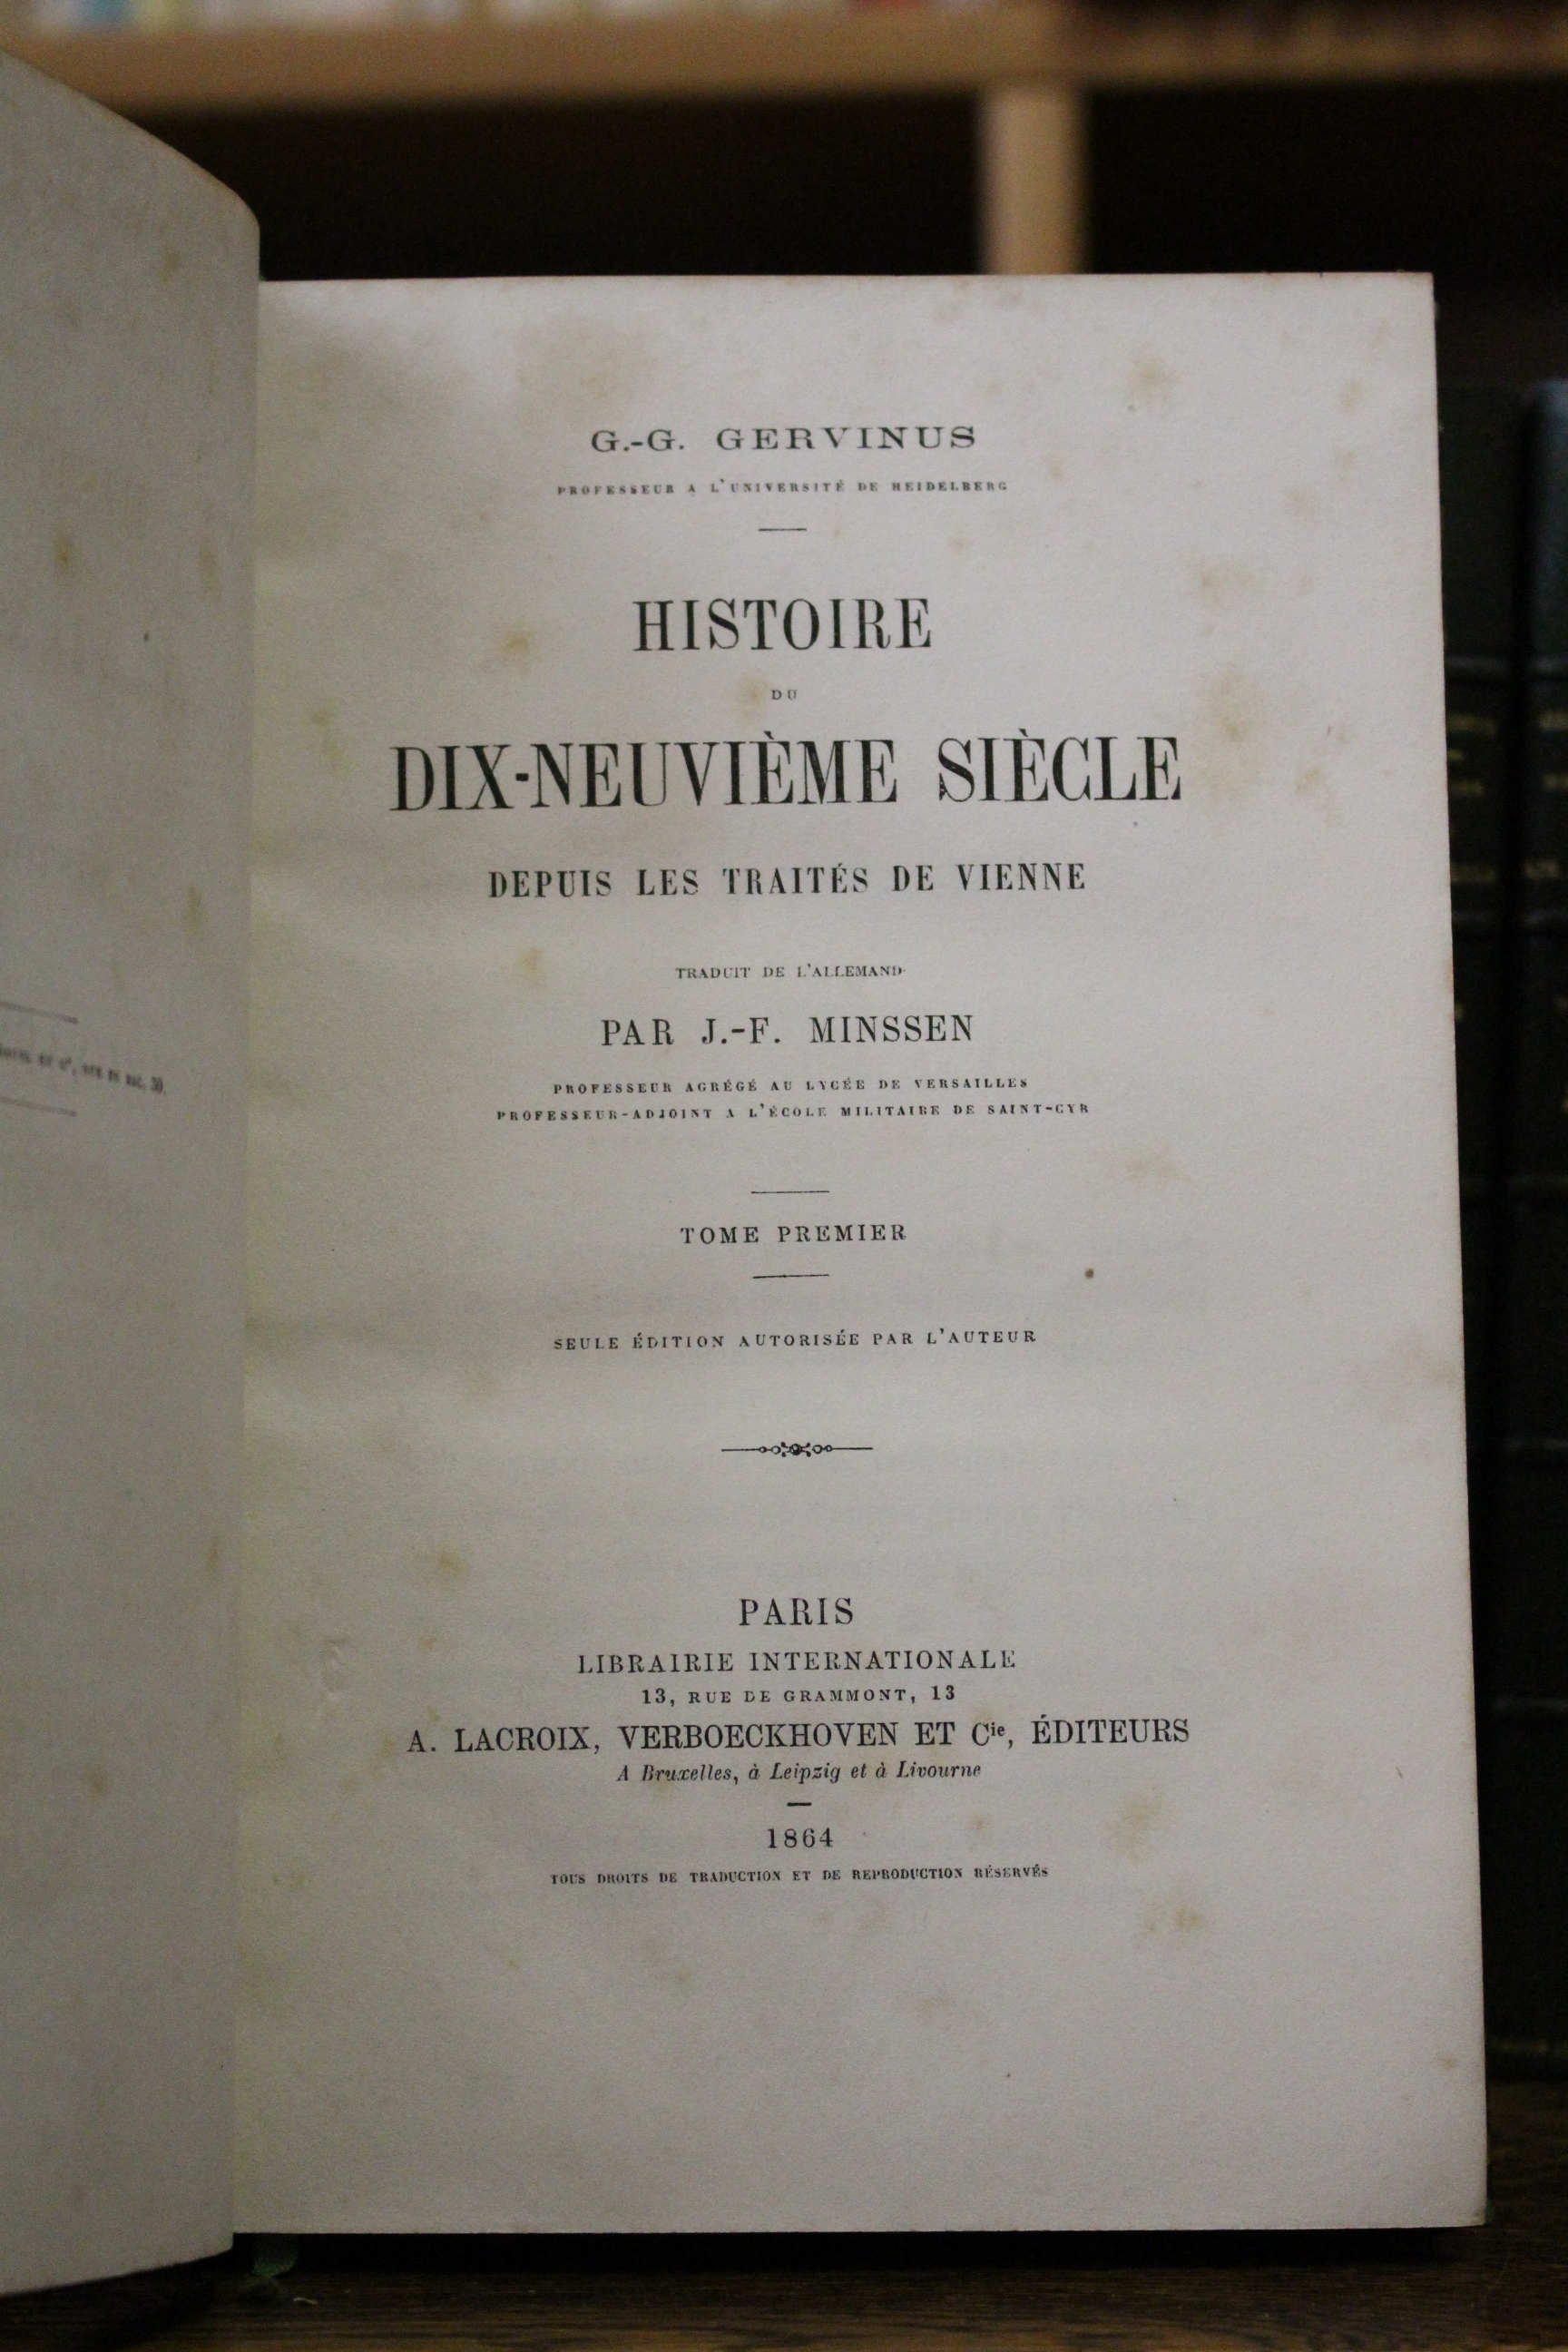 G.-G. GERVINUS
PROFESSEUR A L'UNIVERSITÉ DE HEIDELBERG
HISTOIRE
DU
DIX-NEUVIÈME SIÈCLE
DEPUIS LES TRAITÉS DE VIENNE
TRADUIT DE L'ALLEMAND
PAR J.-F. MINSSEN
PROFESSEUR AGRÉGÉ AU LYCÉE DE VERSAILLES
PROFESSEUR-ADJOINT A L'ÉCOLE MILITAIRE DE SAINT-CYR
TOME PREMIER
SEULE ÉDITION AUTORISÉE PAR L'AUTEUR
PARIS
LIBRAIRIE INTERNATIONALE
13, RUE DE GRAMMONT, 13
A. LACROIX, VERBOECKHOVEN ET Cie, ÉDITEURS
A Bruxelles, à Leipzig et à Livourne
1864
TOUS DROITS DE TRADUCTION ET DE REPRODUCTION RÉSERVÉS